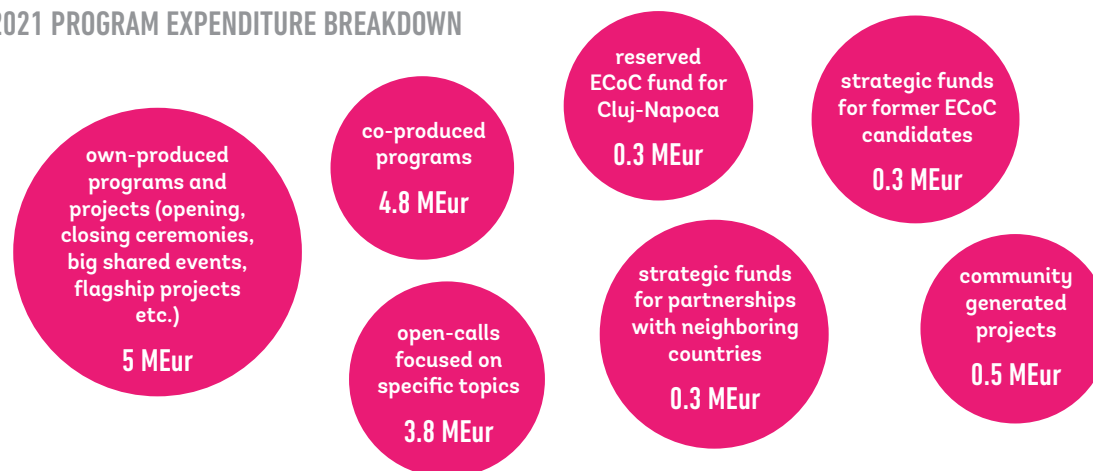 2021 PROGRAM EXPENDITURE BREAKDOWN
own-produced
programs and
projects (opening,
closing ceremonies,
big shared events,
flagship projects
etc.)
5 MEur
co-produced
programs
4.8 MEur
open-calls
focused on
specific topics
3.8 MEur
reserved
ECoC fund for
Cluj-Napoca
0.3 MEur
strategic funds
for partnerships
with neighboring
countries
0.3 MEur
strategic funds
for former ECoC
candidates
0.3 MEur
community
generated
projects
0.5 MEur